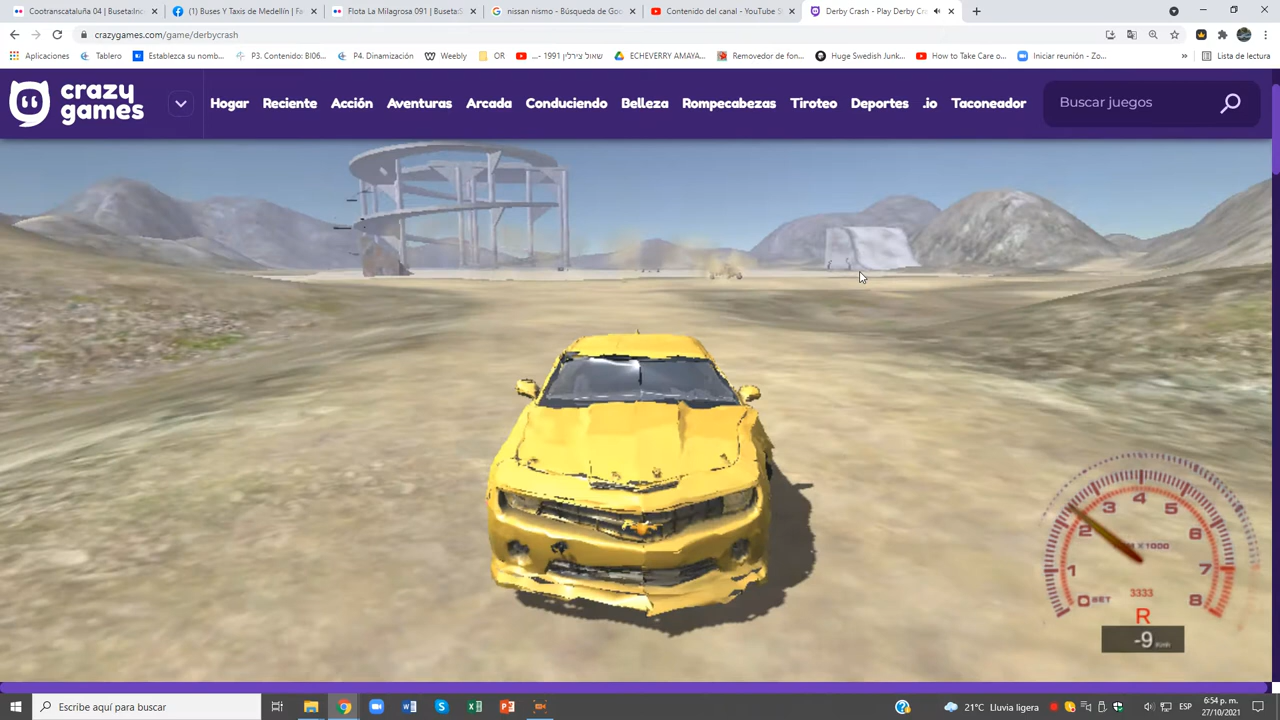 Cootranscataluña 04 | BusetaInc
(1) Buses Y Taxis de Medellín | Fa
Flota La Milagrosa 091 | Buseta:S
nissan nismo - Búsqueda de Goo
Contenido del canal - YouTube S
Derby Crash - Play Derby Cr
crazygames.com/game/derbycrash
Aplicaciones
Tablero
Establezca su nomb...
P3. Contenido: BI06...
P4. Dinamización
Weebly
OR
שאול צירלין 1991 -...
ECHEVERRY AMAYA...
Removedor de fon...
Huge Swedish Junk...
How to Take Care o...
Iniciar reunión - Zo...
»
Lista de lectura
crazy games
Hogar
Reciente
Acción
Aventuras
Arcada
Conduciendo
Belleza
Rompecabezas
Tiroteo
Deportes
.io
Taconeador
Buscar juegos
0 1 2 3 4 5 6 7 8
3333
R
-9
Escribe aquí para buscar
21°C Lluvia ligera
ESP
6:54 p. m.
27/10/2021